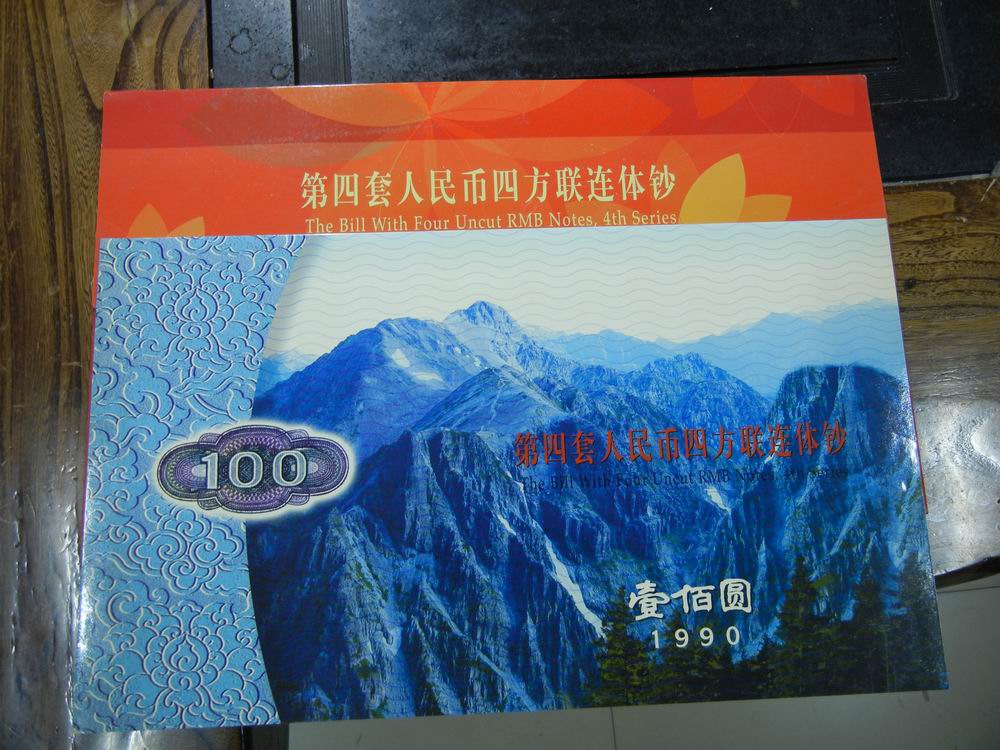 第四套人民币四方联连体钞
The Bill With Four Uncut RMB Notes, 4th Series
第四套人民币四方联连体钞
The Bill With Four Uncut RMB Notes, 4th Series
100
壹佰圆
1990